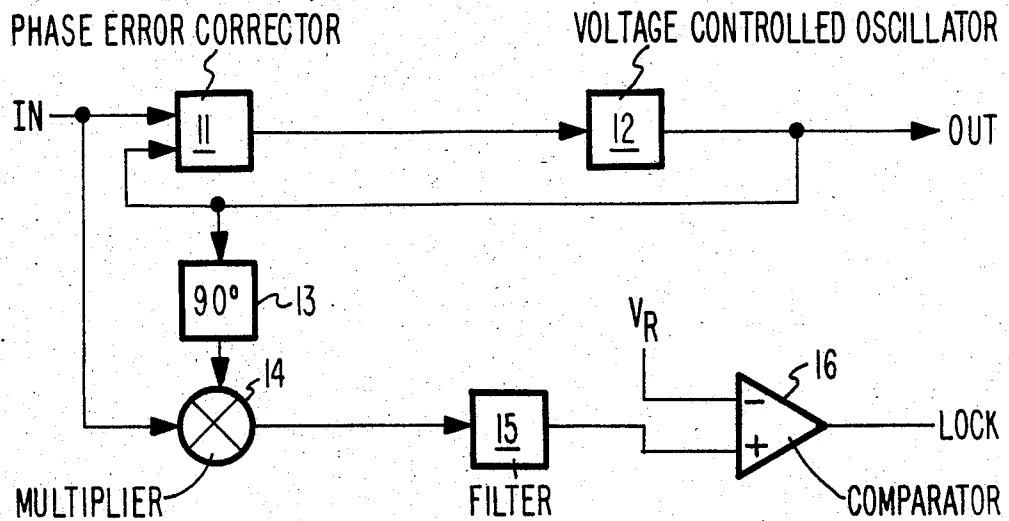 PHASE ERROR CORRECTOR
VOLTAGE CONTROLLED OSCILLATOR
IN
11
12
OUT
90°
13
VR
14
16
15
-
+
LOCK
MULTIPLIER
FILTER
COMPARATOR